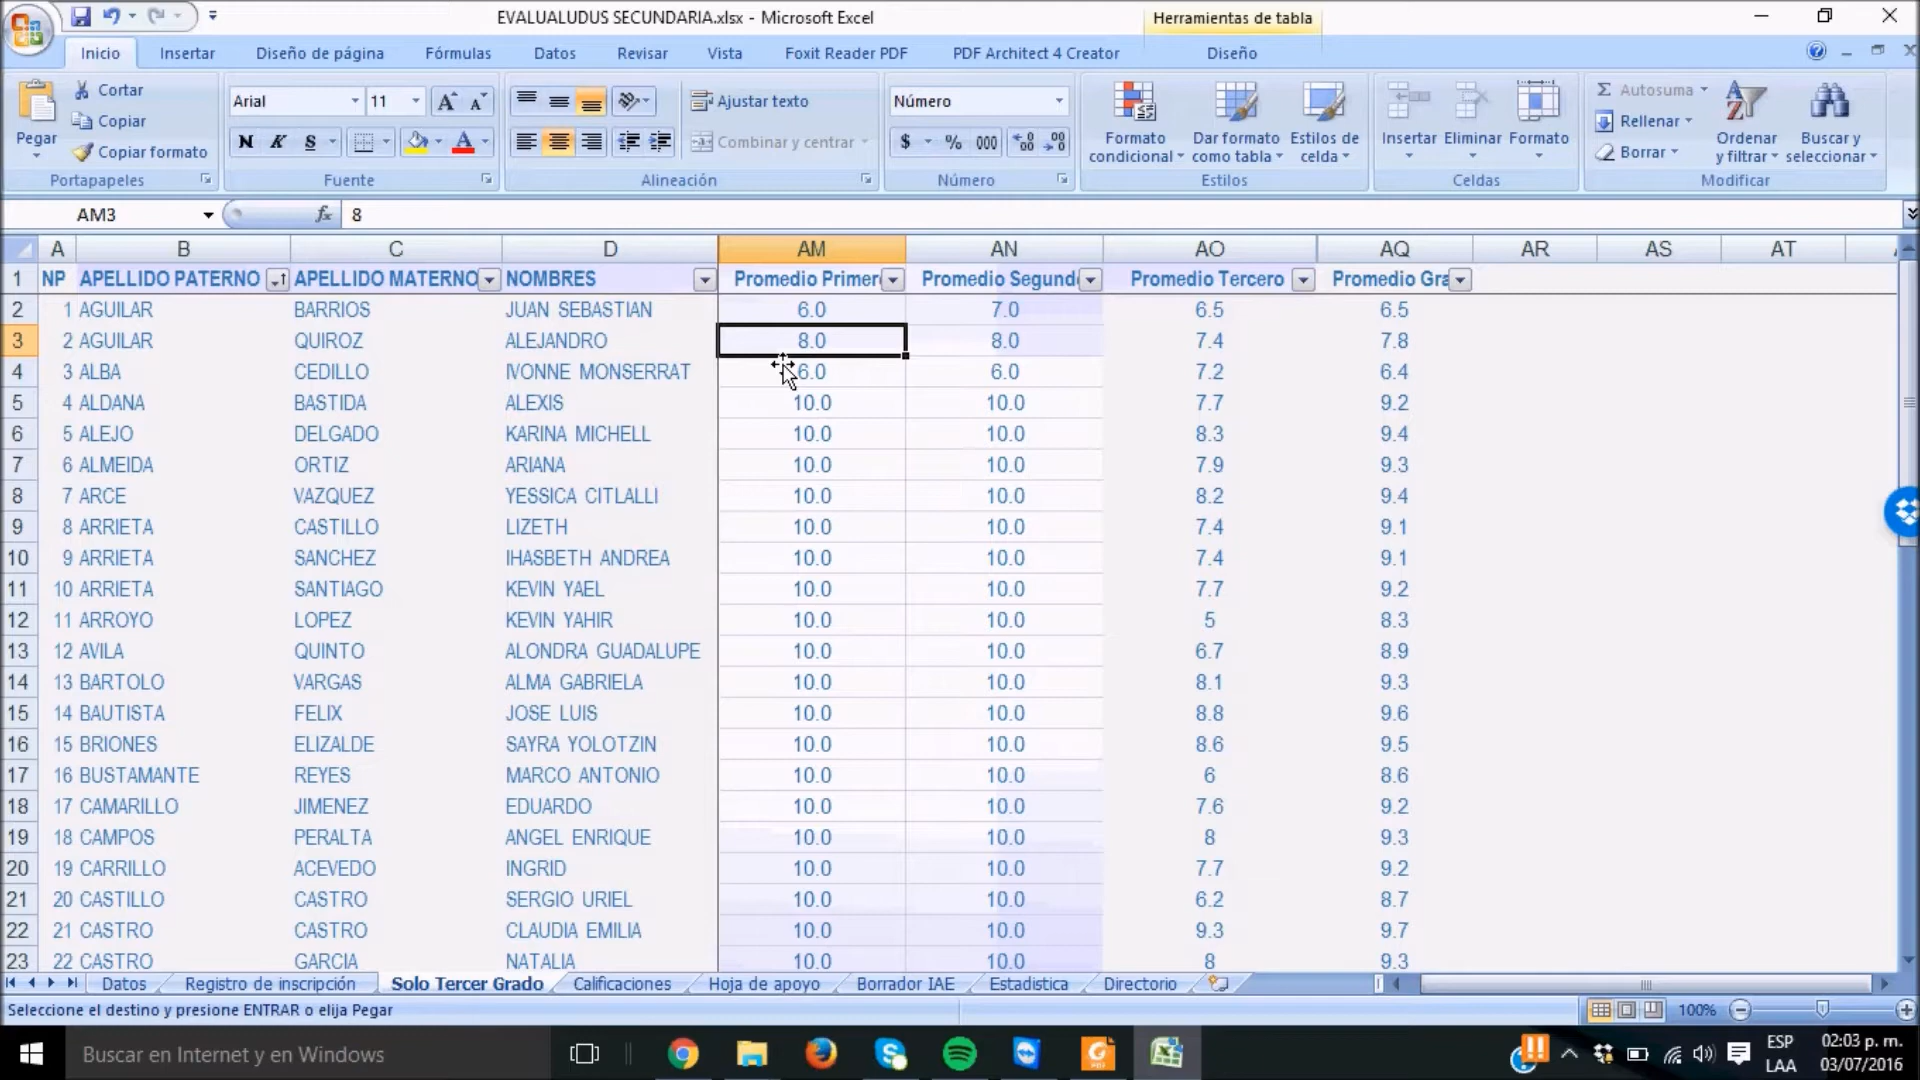 EVALUALUDUS SECUNDARIA.xlsx - Microsoft Excel
Herramientas de tabla
Inicio Insertar Diseño de página Fórmulas Datos Revisar Vista Foxit Reader PDF PDF Architect 4 Creator Diseño
Pegar
Cortar
Copiar
Copiar formato
Portapapeles
Arial 11
N K S
Fuente
Ajustar texto
Combinar y centrar
Alineación
Número
$ % 000
Número
Formato condicional
Dar formato como tabla
Estilos de celda
Estilos
Insertar Eliminar Formato
Celdas
Autosuma
Rellenar
Borrar
Ordenar y filtrar
Buscar y seleccionar
Modificar
AM3 fx 8
A B C D AM AN AO AQ AR AS AT
1 NP APELLIDO PATERNO APELLIDO MATERNO NOMBRES Promedio Primer Promedio Segund Promedio Tercero Promedio Gra
2 1 AGUILAR BARRIOS JUAN SEBASTIAN 6.0 7.0 6.5 6.5
3 2 AGUILAR QUIROZ ALEJANDRO 8.0 8.0 7.4 7.8
4 3 ALBA CEDILLO IVONNE MONSERRAT 6.0 6.0 7.2 6.4
5 4 ALDANA BASTIDA ALEXIS 10.0 10.0 7.7 9.2
6 5 ALEJO DELGADO KARINA MICHELL 10.0 10.0 8.3 9.4
7 6 ALMEIDA ORTIZ ARIANA 10.0 10.0 7.9 9.3
8 7 ARCE VAZQUEZ YESSICA CITLALLI 10.0 10.0 8.2 9.4
9 8 ARRIETA CASTILLO LIZETH 10.0 10.0 7.4 9.1
10 9 ARRIETA SANCHEZ IHASBETH ANDREA 10.0 10.0 7.4 9.1
11 10 ARRIETA SANTIAGO KEVIN YAEL 10.0 10.0 7.7 9.2
12 11 ARROYO LOPEZ KEVIN YAHIR 10.0 10.0 5 8.3
13 12 AVILA QUINTO ALONDRA GUADALUPE 10.0 10.0 6.7 8.9
14 13 BARTOLO VARGAS ALMA GABRIELA 10.0 10.0 8.1 9.3
15 14 BAUTISTA FELIX JOSE LUIS 10.0 10.0 8.8 9.6
16 15 BRIONES ELIZALDE SAYRA YOLOTZIN 10.0 10.0 8.6 9.5
17 16 BUSTAMANTE REYES MARCO ANTONIO 10.0 10.0 6 8.6
18 17 CAMARILLO JIMENEZ EDUARDO 10.0 10.0 7.6 9.2
19 18 CAMPOS PERALTA ANGEL ENRIQUE 10.0 10.0 8 9.3
20 19 CARRILLO ACEVEDO INGRID 10.0 10.0 7.7 9.2
21 20 CASTILLO CASTRO SERGIO URIEL 10.0 10.0 6.2 8.7
22 21 CASTRO CASTRO CLAUDIA EMILIA 10.0 10.0 9.3 9.7
23 22 CASTRO GARCIA NATALIA 10.0 10.0 8 9.3
Datos Registro de inscripción Solo Tercer Grado Calificaciones Hoja de apoyo Borrador IAE Estadistica Directorio
Seleccione el destino y presione ENTRAR o elija Pegar 100%
Buscar en Internet y en Windows
ESP
LAA
02:03 p. m.
03/07/2016